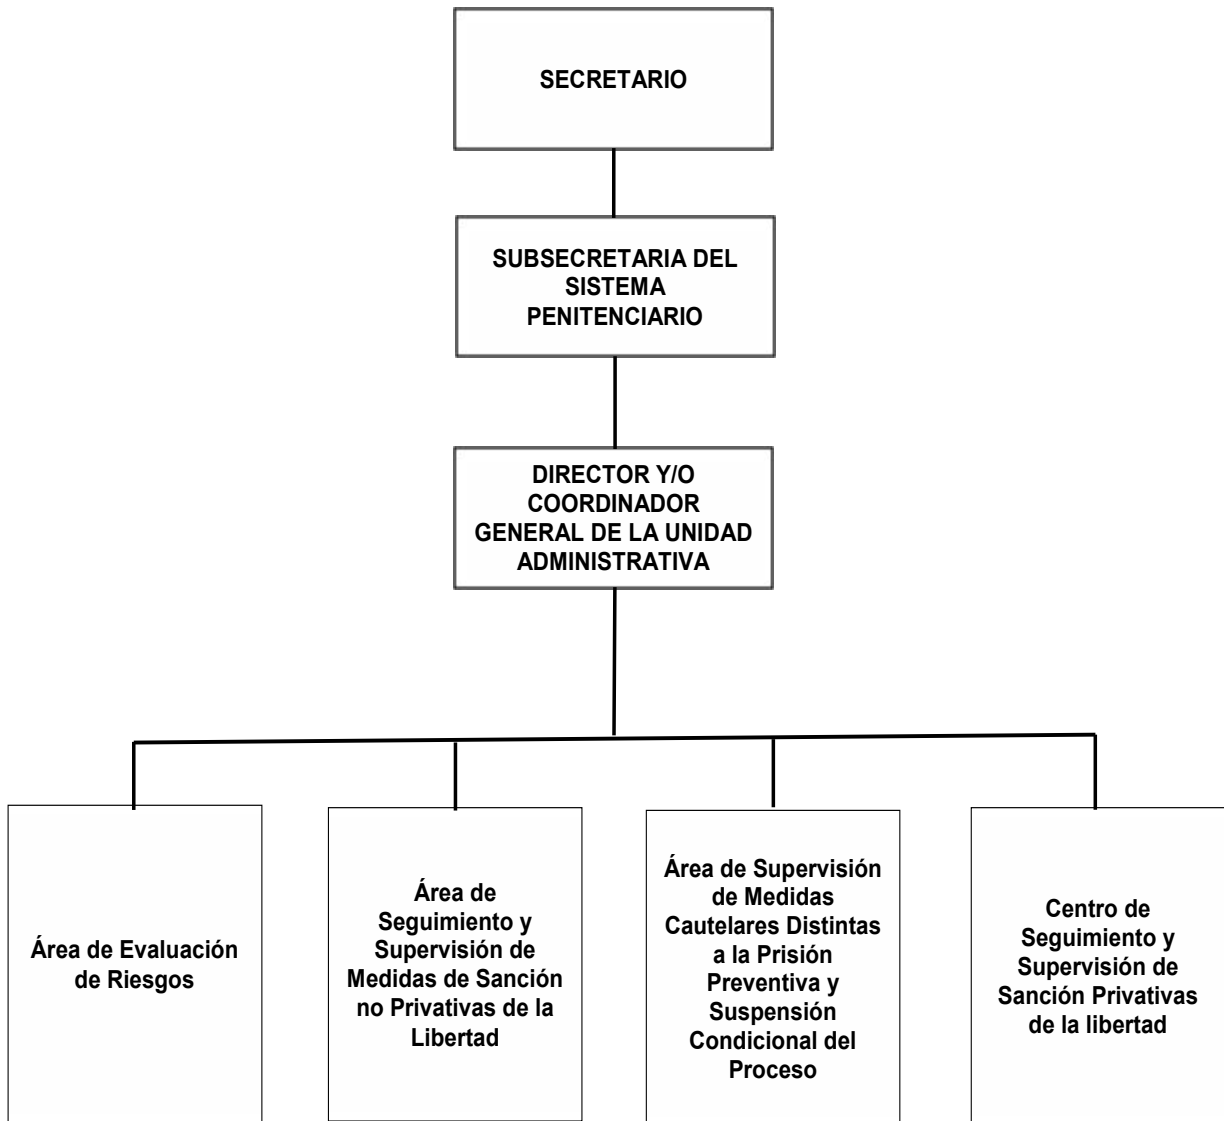 SECRETARIO
SUBSECRETARIA DEL
SISTEMA
PENITENCIARIO
DIRECTOR Y/O
COORDINADOR
GENERAL DE LA UNIDAD
ADMINISTRATIVA
Área de Evaluación
de Riesgos
Área de
Seguimiento y
Supervisión de
Medidas de Sanción
no Privativas de la
Libertad
Área de Supervisión
de Medidas
Cautelares Distintas
a la Prisión
Preventiva y
Suspensión
Condicional del
Proceso
Centro de
Seguimiento y
Supervisión de
Sanción Privativas
de la libertad